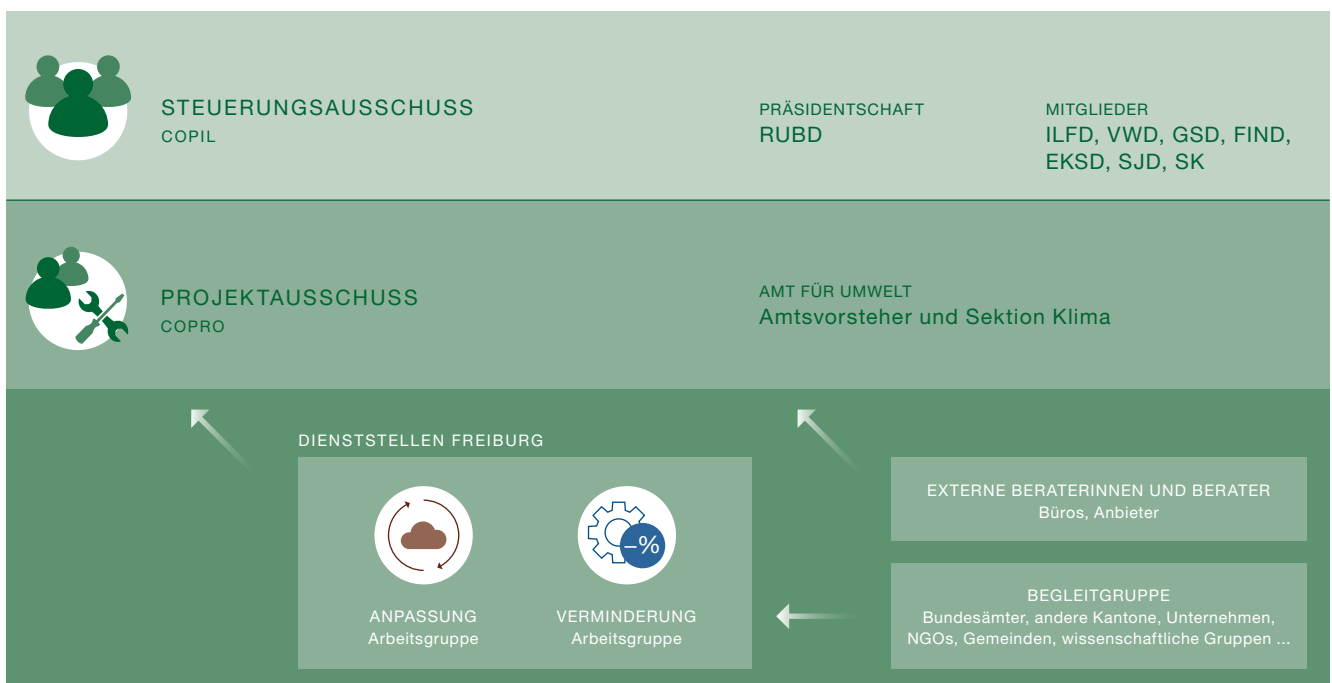 STEUERUNGSAUSSCHUSS
COPIL
PRÄSIDENTSCHAFT
RUBD
MITGLIEDER
ILFD, VWD, GSD, FIND,
EKSD, SJD, SK
PROJEKTAUSSCHUSS
COPRO
AMT FÜR UMWELT
Amtsvorsteher und Sektion Klima
DIENSTSTELLEN FREIBURG
ANPASSUNG
Arbeitsgruppe
–%
VERMINDERUNG
Arbeitsgruppe
EXTERNE BERATERINNEN UND BERATER
Büros, Anbieter
BEGLEITGRUPPE
Bundesämter, andere Kantone, Unternehmen,
NGOs, Gemeinden, wissenschaftliche Gruppen ...